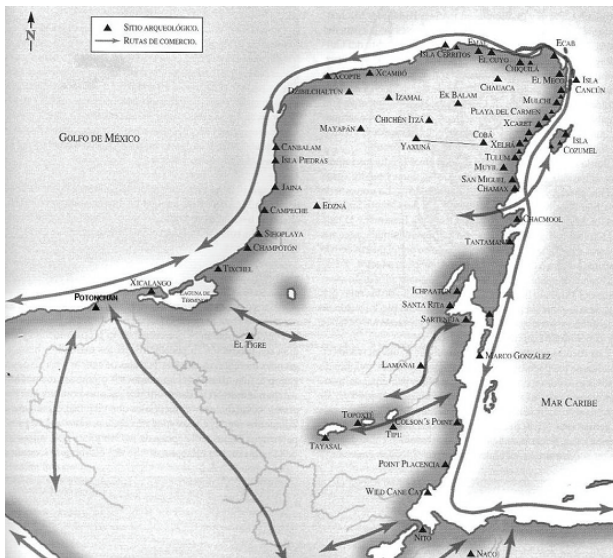 N
SITIO ARQUEOLÓGICO.
RUTAS DE COMERCIO.
ECAB
EMAL
ISLA CERRITOS
EL CUYO
CHIQUILÁ
XCAMBÓ
XCOPTE
EL MECO
ISLA
CANCÚN
CHAUACA
DZIBILCHALTÚN
IZAMAL
EK BALAM
MULCHI
PLAYA DEL CARMEN
CHICHÉN ITZÁ
XCARET
MAYAPÁN
COBÁ
GOLFO DE MÉXICO
YAXUNÁ
XELHÁ
ISLA
COZUMEL
CANBALAM
ISLA PIEDRAS
TULUM
MUYIL
SAN MIGUEL
JAINA
CHAMAX
EDZNÁ
CAMPECHE
CHACMOOL
SIHOPLAYA
TANTAMAN
CHAMPOTÓN
TIXCHEL
XICALANGO
ICHPAATÚN
POTONCHAN
LAGUNA DE
TÉRMINOS
SANTA RITA
SARTENEJA
EL TIGRE
MARCO GONZÁLEZ
LAMANAI
MAR CARIBE
TOPOXTÉ
COLSON'S POINT
TIPU
TAYASAL
POINT PLACENCIA
WILD CANE CAY
NITO
NACO